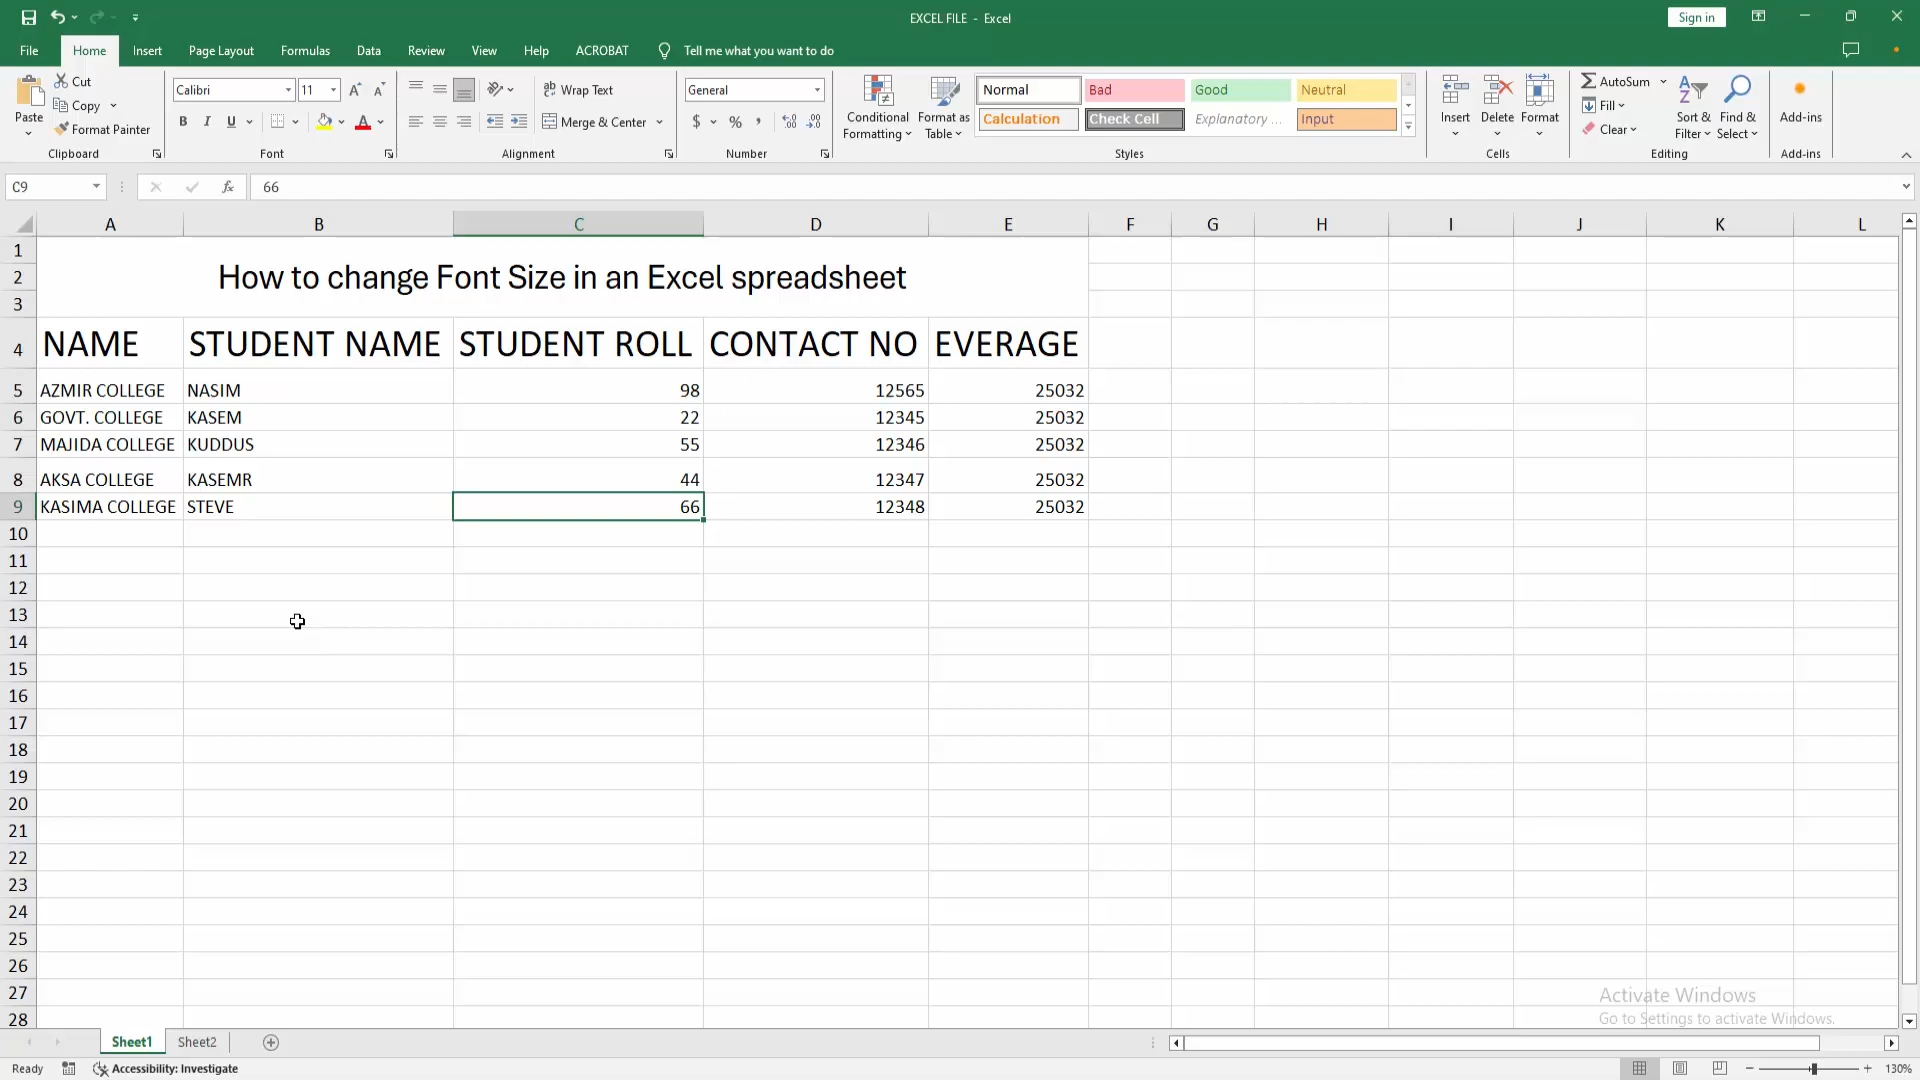 EXCEL FILE - Excel
Sign in
File Home Insert Page Layout Formulas Data Review View Help ACROBAT Tell me what you want to do
Paste
Cut
Copy
Format Painter
Clipboard
Calibri 11
B I U A
Font
Wrap Text
Merge & Center
Alignment
General
$ % ,
Number
Conditional Formatting
Format as Table
Normal Bad Good Neutral
Calculation Check Cell Explanatory ... Input
Styles
Insert Delete Format
Cells
AutoSum
Fill
Clear
Sort & Filter
Find & Select
Editing
Add-ins
Add-ins
C9 fx 66
A B C D E F G H I J K L
1
2 How to change Font Size in an Excel spreadsheet
3
4 NAME STUDENT NAME STUDENT ROLL CONTACT NO EVERAGE
5 AZMIR COLLEGE NASIM 98 12565 25032
6 GOVT. COLLEGE KASEM 22 12345 25032
7 MAJIDA COLLEGE KUDDUS 55 12346 25032
8 AKSA COLLEGE KASEMR 44 12347 25032
9 KASIMA COLLEGE STEVE 66 12348 25032
10
11
12
13
14
15
16
17
18
19
20
21
22
23
24
25
26
27
28
Activate Windows
Go to Settings to activate Windows.
Sheet1 Sheet2
Ready Accessibility: Investigate 130%